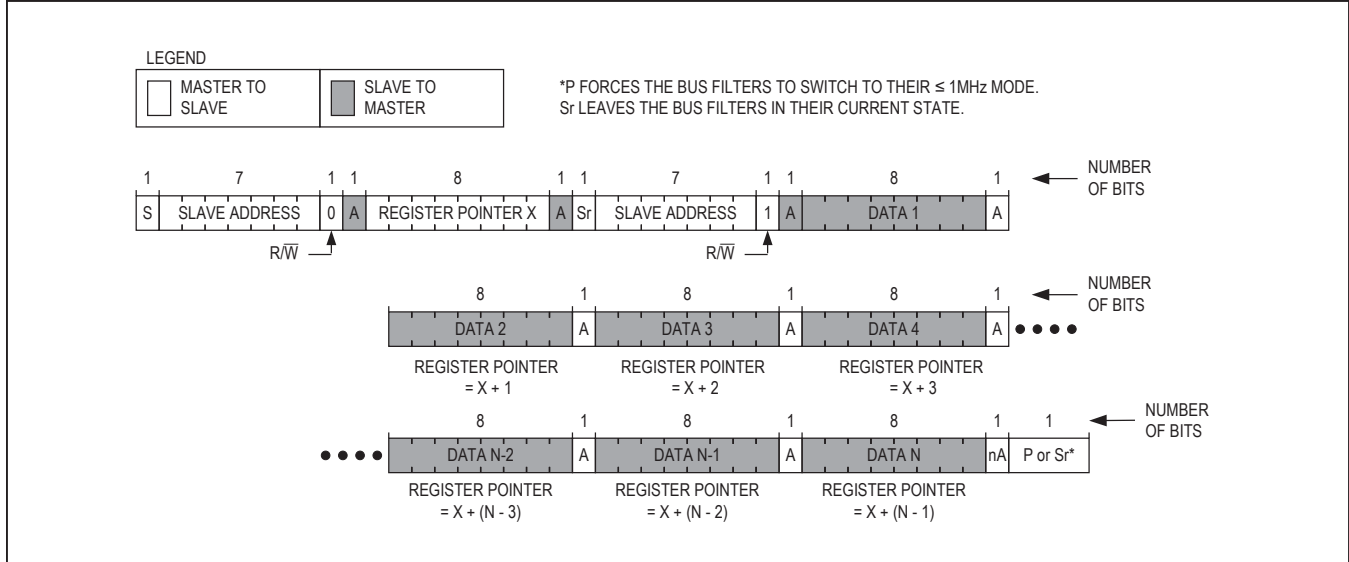 LEGEND
MASTER TO
SLAVE
SLAVE TO
MASTER
*P FORCES THE BUS FILTERS TO SWITCH TO THEIR ≤ 1MHz MODE.
Sr LEAVES THE BUS FILTERS IN THEIR CURRENT STATE.
1 7 1 1 8 1 1 7 1 1 8 1
NUMBER
OF BITS
S SLAVE ADDRESS 0 A REGISTER POINTER X A Sr SLAVE ADDRESS 1 A DATA 1 A
R/W̅ R/W̅
8 1 8 1 8 1
NUMBER
OF BITS
DATA 2 A DATA 3 A DATA 4 A
REGISTER POINTER
= X + 1
REGISTER POINTER
= X + 2
REGISTER POINTER
= X + 3
8 1 8 1 8 1 1
NUMBER
OF BITS
DATA N-2 A DATA N-1 A DATA N nA P or Sr*
REGISTER POINTER
= X + (N - 3)
REGISTER POINTER
= X + (N - 2)
REGISTER POINTER
= X + (N - 1)